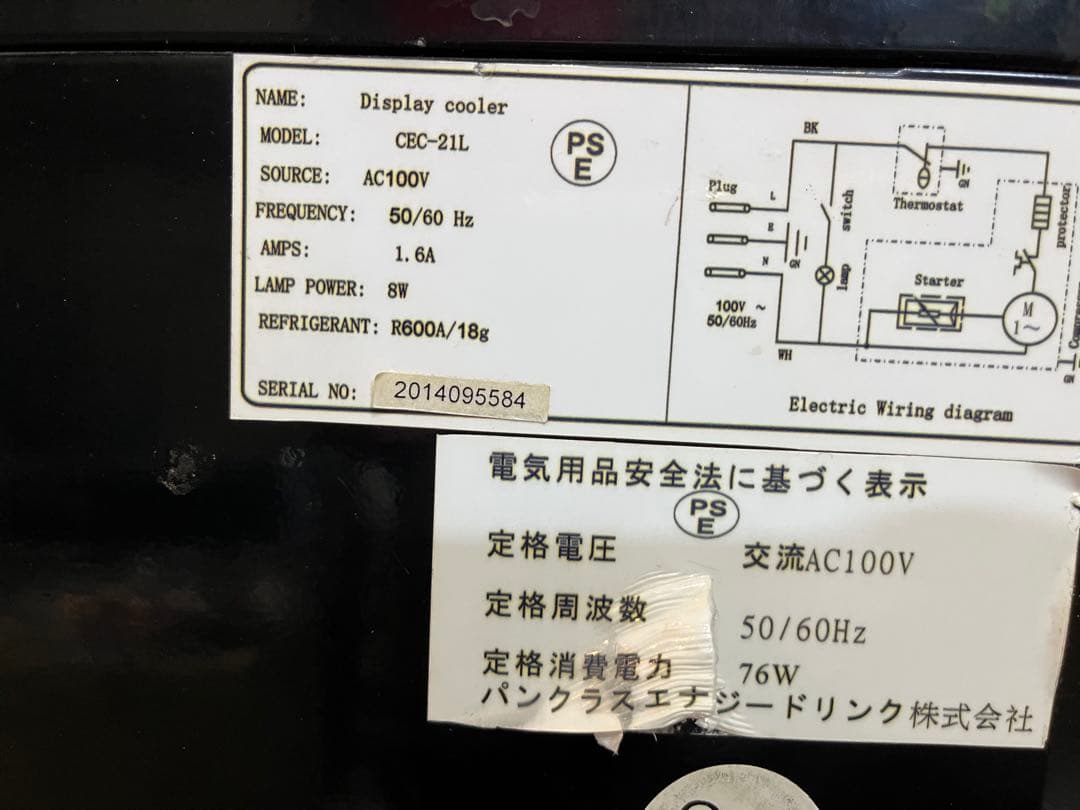 NAME: Display cooler
MODEL: CEC-21L
SOURCE: AC100V
FREQUENCY: 50/60 Hz
AMPS: 1.6A
LAMP POWER: 8W
REFRIGERANT: R600A/18g
SERIAL NO: 2014095584
PS
E
BK
Plug
L
E
N
GN
100V ~
50/60Hz
WH
switch
lamp
Thermostat
GN
protector
Starter
M
1~
GN
Electric Wiring diagram
電気用品安全法に基づく表示
PS
E
定格電圧 交流AC100V
定格周波数 50/60Hz
定格消費電力 76W
パンクラスエナジードリンク株式会社